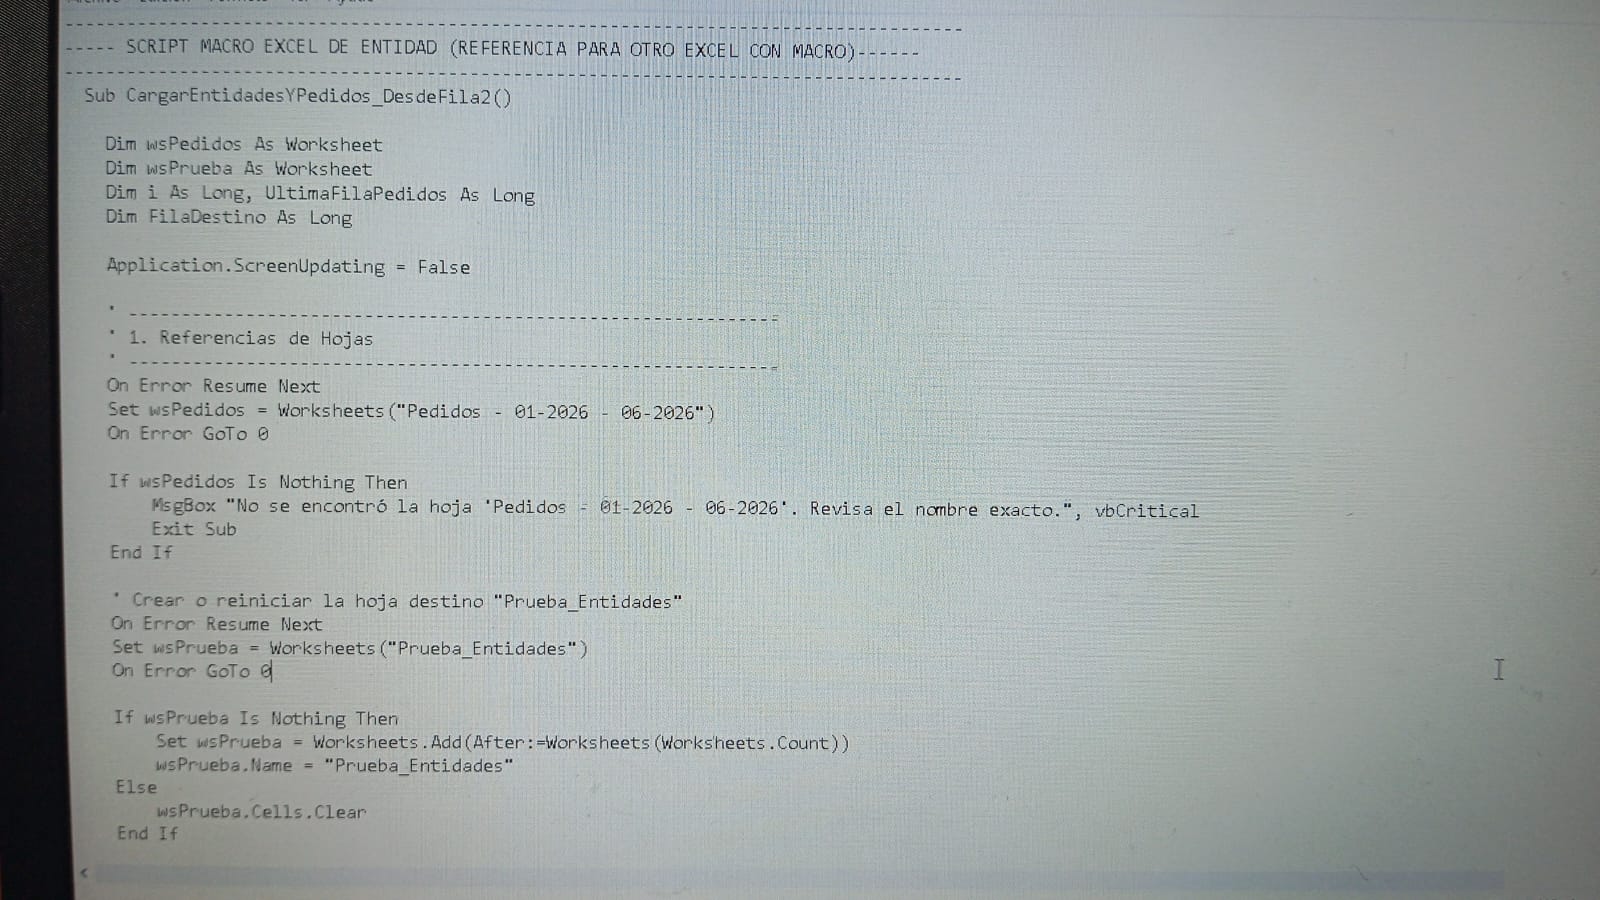 -------------------------------------------------------------------------------------
----- SCRIPT MACRO EXCEL DE ENTIDAD (REFERENCIA PARA OTRO EXCEL CON MACRO)------
-------------------------------------------------------------------------------------
Sub CargarEntidadesYPedidos_DesdeFila2()
Dim wsPedidos As Worksheet
Dim wsPrueba As Worksheet
Dim i As Long, UltimaFilaPedidos As Long
Dim FilaDestino As Long
Application.ScreenUpdating = False
' -------------------------------------------------------------=
' 1. Referencias de Hojas
' -------------------------------------------------------------=
On Error Resume Next
Set wsPedidos = Worksheets("Pedidos - 01-2026 - 06-2026")
On Error GoTo 0
If wsPedidos Is Nothing Then
MsgBox "No se encontró la hoja 'Pedidos - 01-2026 - 06-2026'. Revisa el nombre exacto.", vbCritical
Exit Sub
End If
' Crear o reiniciar la hoja destino "Prueba_Entidades"
On Error Resume Next
Set wsPrueba = Worksheets("Prueba_Entidades")
On Error GoTo 0
If wsPrueba Is Nothing Then
Set wsPrueba = Worksheets.Add(After:=Worksheets(Worksheets.Count))
wsPrueba.Name = "Prueba_Entidades"
Else
wsPrueba.Cells.Clear
End If